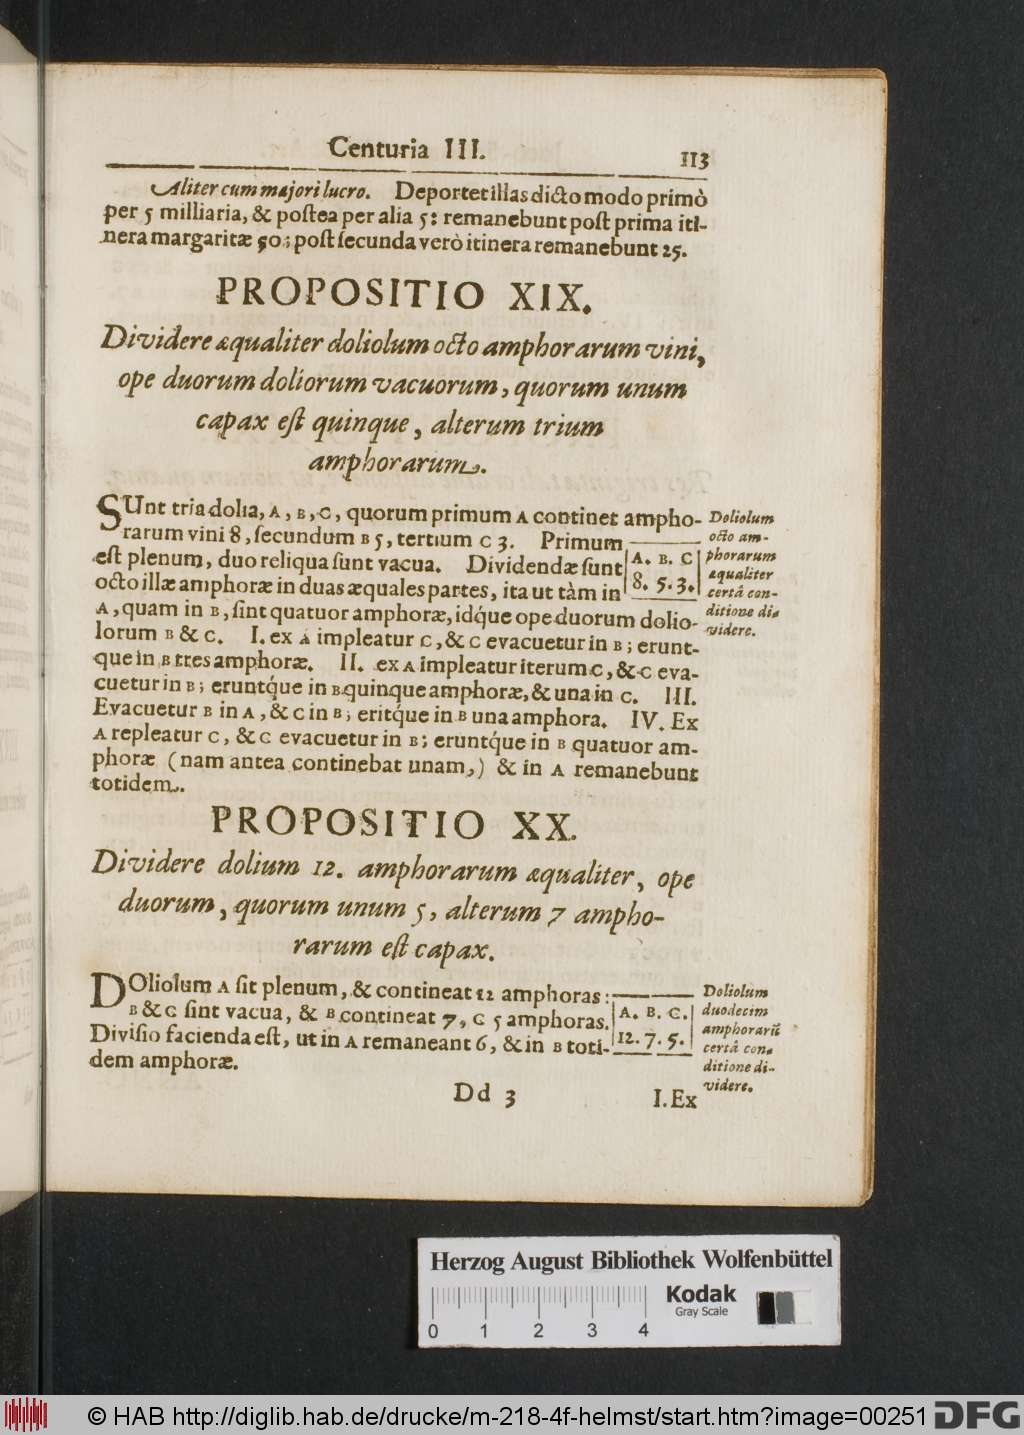 Centuria III. 113
Aliter cum majori lucro. Deportet illas dicto modo primò
per 5 milliaria, & poſtea per alia 5: remanebunt poſt prima iti-
nera margaritæ 50; poſt ſecunda verò itinera remanebunt 25.
PROPOSITIO XIX.
Dividere æqualiter doliolum octo amphorarum vini,
ope duorum doliorum vacuorum, quorum unum
capax eſt quinque, alterum trium
amphorarum.
SUnt tria dolia, A, B, C, quorum primum A continet ampho-
rarum vini 8, ſecundum B 5, tertium C 3. Primum
eſt plenum, duo reliqua ſunt vacua. Dividendæ ſunt
octo illæ amphoræ in duas æquales partes, ita ut tàm in
A, quam in B, ſint quatuor amphoræ, idq́ue ope duorum dolio-
lorum B & C. I. ex A impleatur C, & C evacuetur in B; erunt-
que in B tres amphoræ. II. ex A impleatur iterum C, & C eva-
cuetur in B; eruntq́ue in B quinque amphoræ, & una in C. III.
Evacuetur B in A, & C in B; eritq́ue in B una amphora. IV. Ex
A repleatur C, & C evacuetur in B; eruntq́ue in B quatuor am-
phoræ (nam antea continebat unam,) & in A remanebunt
totidem.
A. B. C
8. 5. 3.
Doliolum
octo am-
phorarum
æqualiter
certâ con-
ditione di-
videre.
PROPOSITIO XX.
Dividere dolium 12. amphorarum æqualiter, ope
duorum, quorum unum 5, alterum 7 ampho-
rarum eſt capax.
DOliolum A ſit plenum, & contineat 12 amphoras:
B & C ſint vacua, & B contineat 7, C 5 amphoras.
Diviſio facienda eſt, ut in A remaneant 6, & in B toti-
dem amphoræ.
A. B. C.
12. 7. 5.
Doliolum
duodecim
amphorarū
certâ con-
ditione di-
videre.
Dd 3 I. Ex
Herzog August Bibliothek Wolfenbüttel
Kodak
Gray Scale
0 1 2 3 4
© HAB http://diglib.hab.de/drucke/m-218-4f-helmst/start.htm?image=00251 DFG